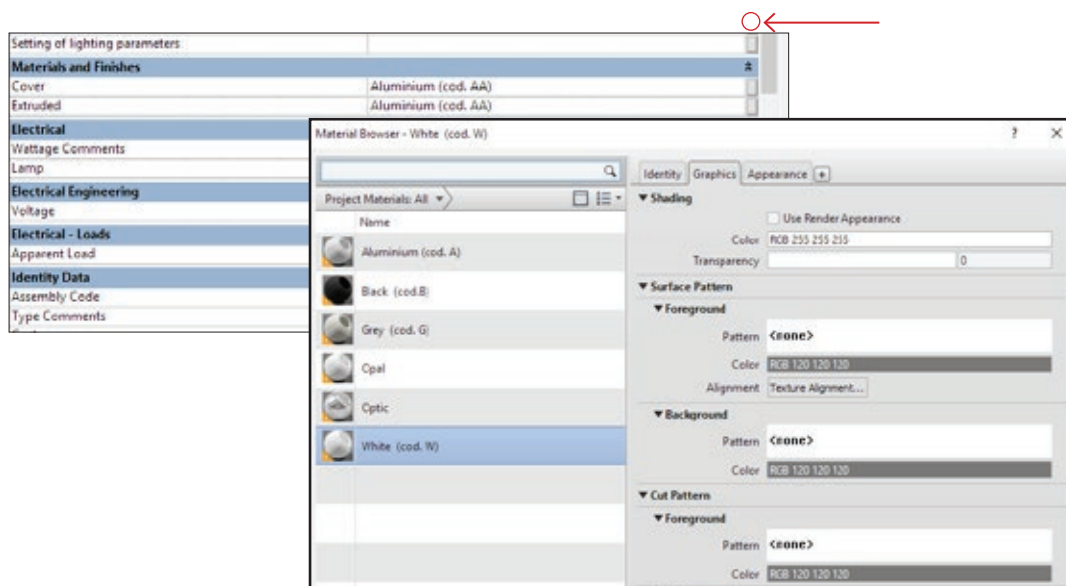 Setting of lighting parameters
Materials and Finishes
Cover Aluminium (cod. AA)
Extruded Aluminium (cod. AA)
Electrical
Wattage Comments
Lamp
Electrical Engineering
Voltage
Electrical - Loads
Apparent Load
Identity Data
Assembly Code
Type Comments
Material Browser - White (cod. W) ? ×
Identity Graphics Appearance +
Project Materials: All
Name
Aluminium (cod. A)
Back (cod.B)
Grey (cod. G)
Opal
Optic
White (cod. W)
▼ Shading
Use Render Appearance
Color RGB 255 255 255
Transparency 0
▼ Surface Pattern
▼ Foreground
Pattern <none>
Color RGB 120 120 120
Alignment Texture Alignment...
▼ Background
Pattern <none>
Color RGB 120 120 120
▼ Cut Pattern
▼ Foreground
Pattern <none>
Color RGB 120 120 120